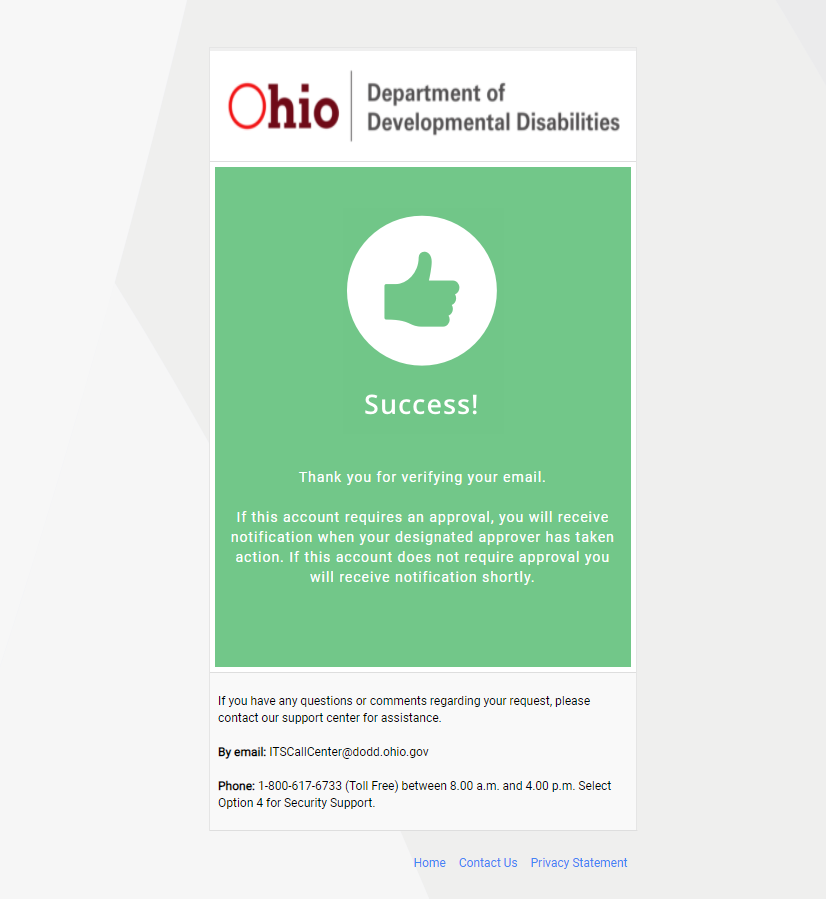 Ohio
Department of
Developmental Disabilities
Success!
Thank you for verifying your email.
If this account requires an approval, you will receive
notification when your designated approver has taken
action. If this account does not require approval you
will receive notification shortly.
If you have any questions or comments regarding your request, please
contact our support center for assistance.
By email: ITSCallCenter@dodd.ohio.gov
Phone: 1-800-617-6733 (Toll Free) between 8.00 a.m. and 4.00 p.m. Select
Option 4 for Security Support.
Home Contact Us Privacy Statement